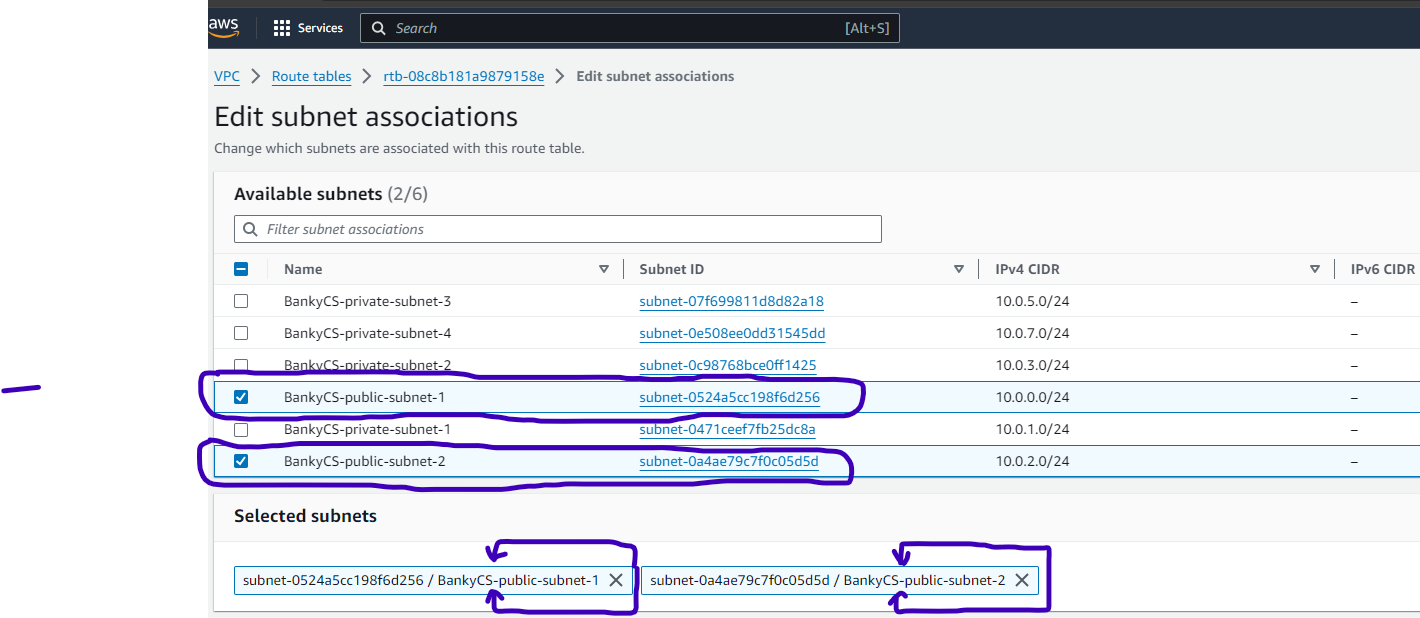 aws Services Search [Alt+S]
VPC > Route tables > rtb-08c8b181a9879158e > Edit subnet associations
Edit subnet associations
Change which subnets are associated with this route table.
Available subnets (2/6)
Filter subnet associations
Name Subnet ID IPv4 CIDR IPv6 CIDR
BankyCS-private-subnet-3 subnet-07f699811d8d82a18 10.0.5.0/24 –
BankyCS-private-subnet-4 subnet-0e508ee0dd31545dd 10.0.7.0/24 –
BankyCS-private-subnet-2 subnet-0c98768bce0ff1425 10.0.3.0/24 –
BankyCS-public-subnet-1 subnet-0524a5cc198f6d256 10.0.0.0/24 –
BankyCS-private-subnet-1 subnet-0471ceef7fb25dc8a 10.0.1.0/24 –
BankyCS-public-subnet-2 subnet-0a4ae79c7f0c05d5d 10.0.2.0/24 –
Selected subnets
subnet-0524a5cc198f6d256 / BankyCS-public-subnet-1 subnet-0a4ae79c7f0c05d5d / BankyCS-public-subnet-2